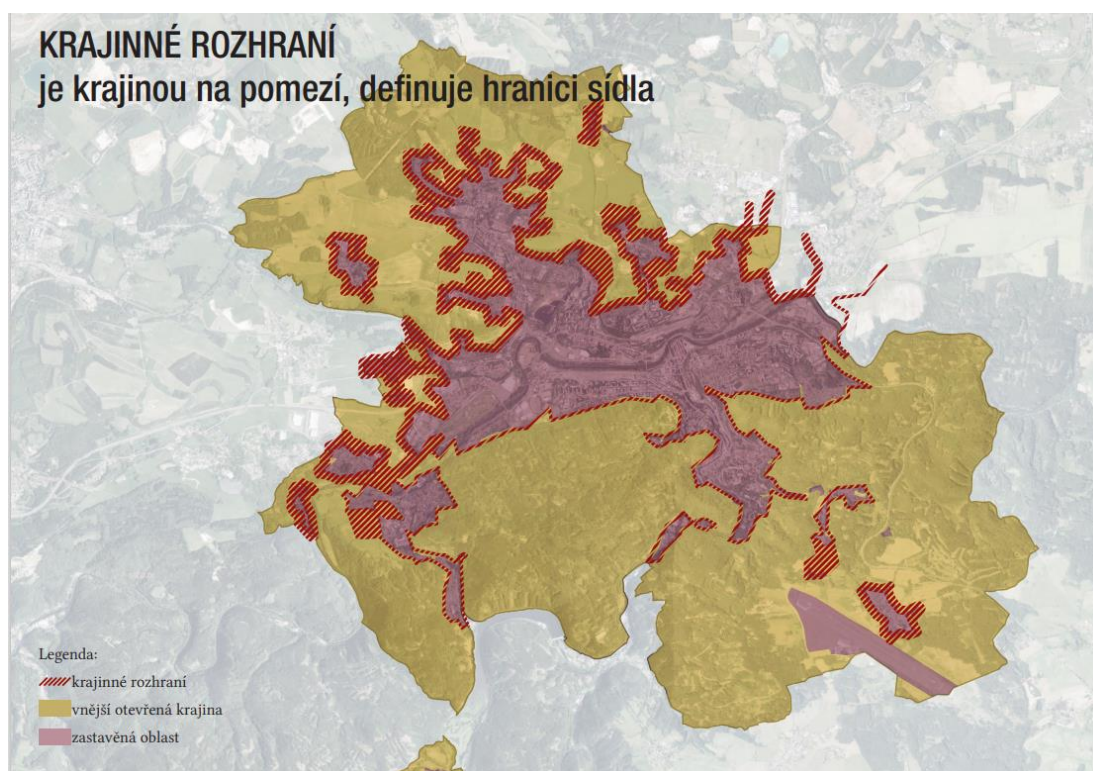 KRAJINNÉ ROZHRANÍ
je krajinou na pomezí, definuje hranici sídla
Legenda:
krajinné rozhraní
vnější otevřená krajina
zastavěná oblast